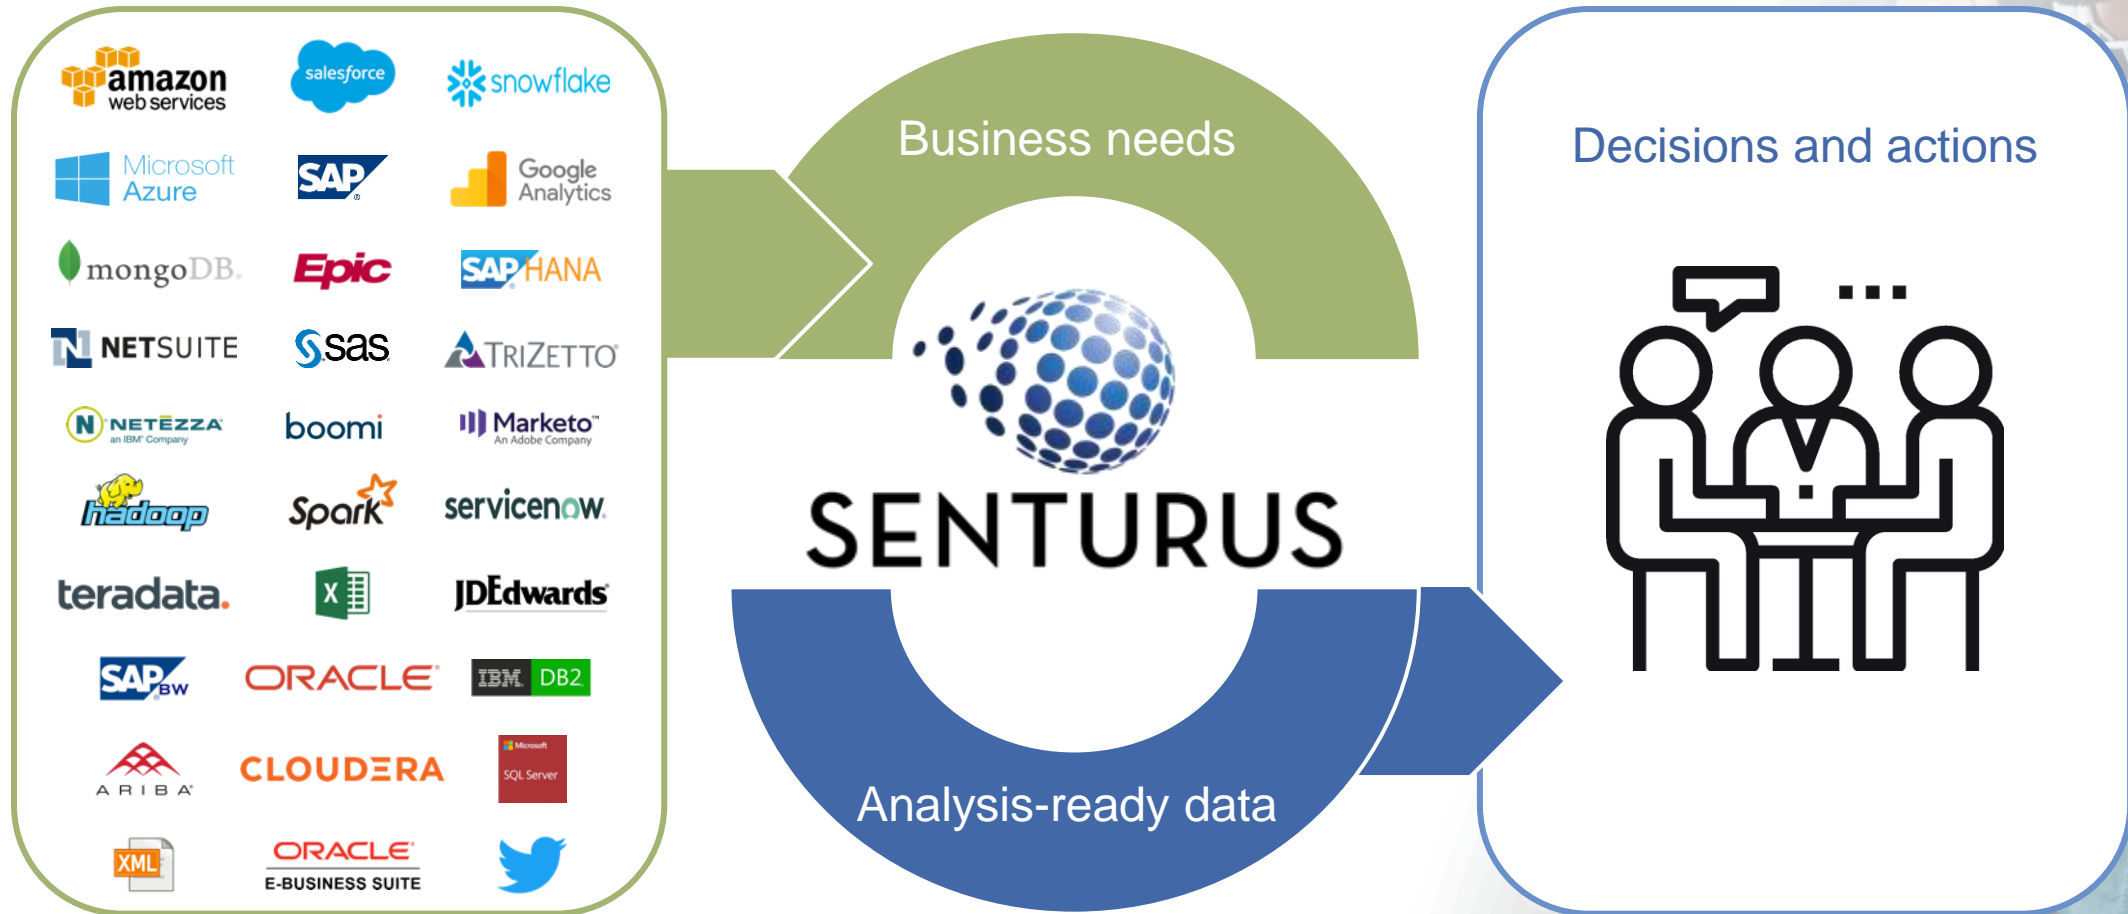 amazon
web services
salesforce
snowflake
Microsoft
Azure
SAP
®
Google
Analytics
mongoDB.
Epic
SAP HANA
®
N NETSUITE
S.sas
TRIZETTO®
N NETĒZZA®
an IBM® Company
boomi
Marketo™
An Adobe Company
hadoop
Spark
servicenow.
teradata.
X
JDEdwards
SAP BW
ORACLE®
IBM. DB2.
ARIBA®
CLOUDERA
Microsoft
SQL Server
XML
ORACLE®
E-BUSINESS SUITE
Business needs
SENTURUS
Analysis-ready data
Decisions and actions
...